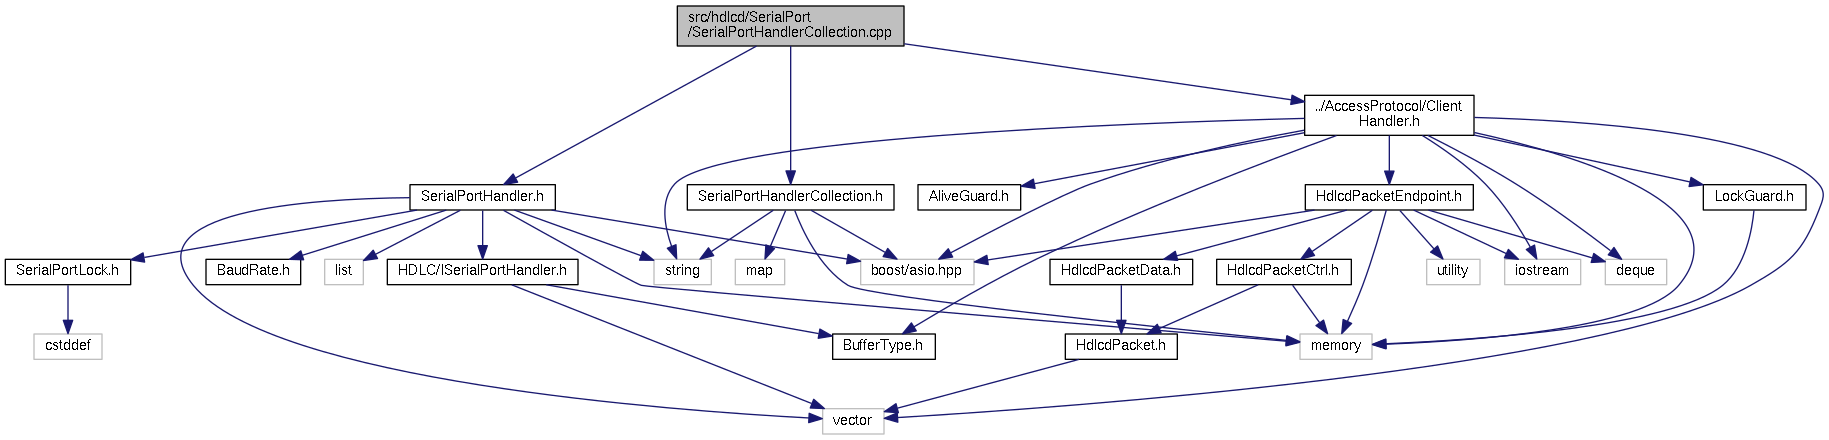 src/hdlcd/SerialPort
/SerialPortHandlerCollection.cpp
../AccessProtocol/Client
Handler.h
SerialPortHandler.h
SerialPortHandlerCollection.h
AliveGuard.h
HdlcdPacketEndpoint.h
LockGuard.h
SerialPortLock.h
BaudRate.h
list
HDLC/ISerialPortHandler.h
string
map
boost/asio.hpp
HdlcdPacketData.h
HdlcdPacketCtrl.h
utility
iostream
deque
cstddef
BufferType.h
HdlcdPacket.h
memory
vector